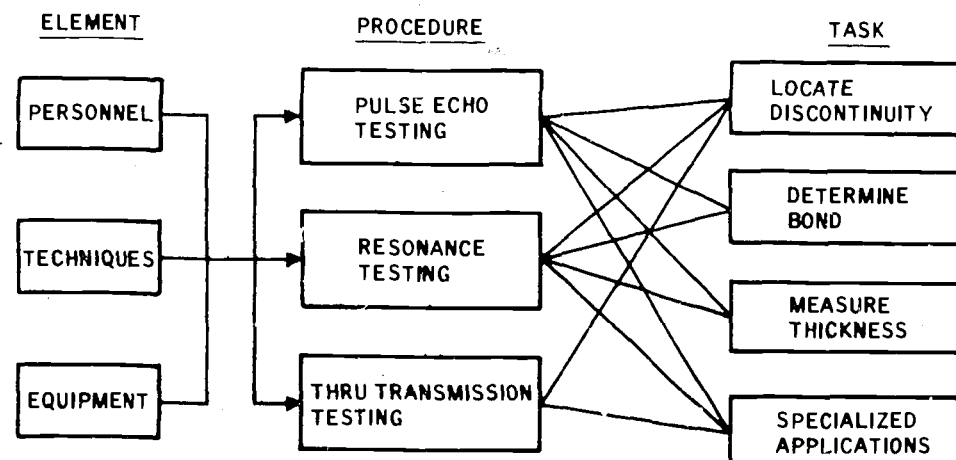 ELEMENT
PROCEDURE
TASK
PERSONNEL
TECHNIQUES
EQUIPMENT
PULSE ECHO
TESTING
RESONANCE
TESTING
THRU TRANSMISSION
TESTING
LOCATE
DISCONTINUITY
DETERMINE
BOND
MEASURE
THICKNESS
SPECIALIZED
APPLICATIONS